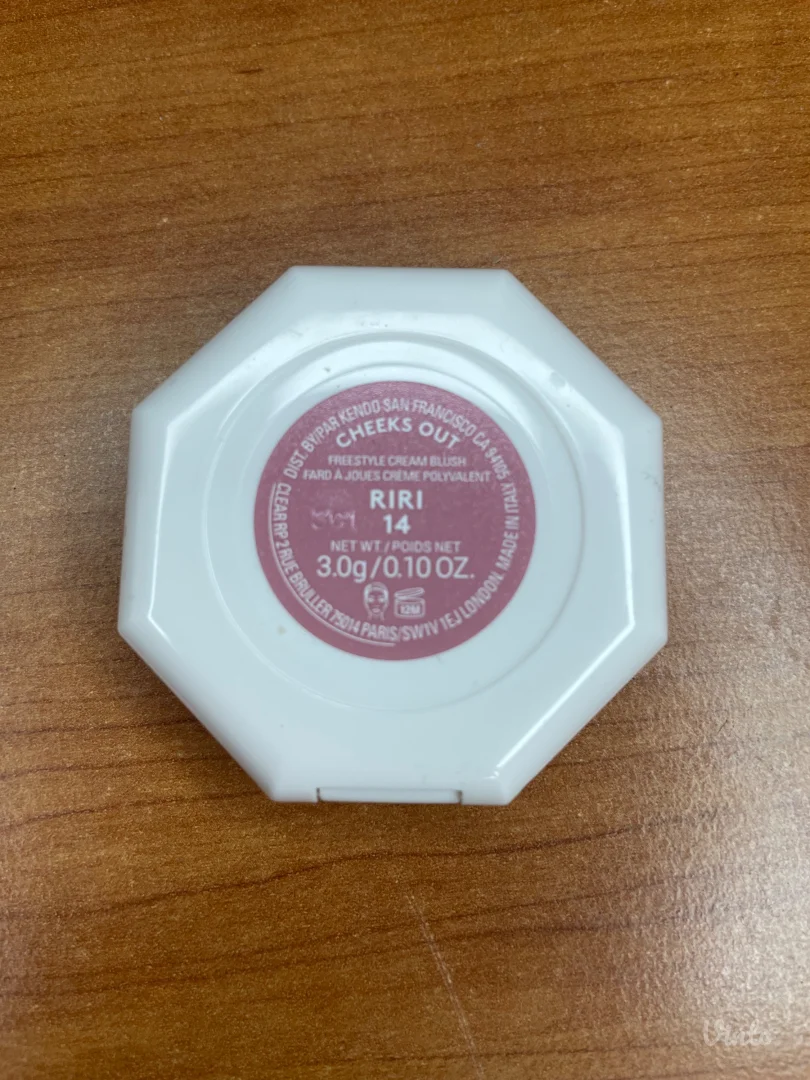 DIST. BY/PAR KENDO SAN FRANCISCO CA 94105
CHEEKS OUT
FREESTYLE CREAM BLUSH
FARD À JOUES CRÈME POLYVALENT
RIRI
14
NET WT./POIDS NET
3.0g/0.10 OZ.
12M
CLEAR RP 2 RUE BRULLER 75014 PARIS/SW1V 1EJ LONDON. MADE IN ITALY